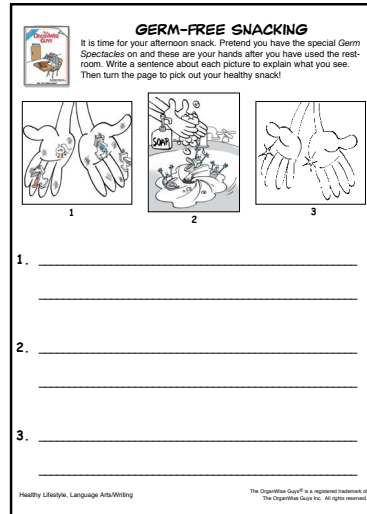 The
OrganWise
Guys
GERM-FREE SNACKING
It is time for your afternoon snack. Pretend you have the special Germ
Spectacles on and these are your hands after you have used the rest-
room. Write a sentence about each picture to explain what you see.
Then turn the page to pick out your healthy snack!
SOAP
1
2
3
1.
2.
3.
Healthy Lifestyle, Language Arts/Writing
The OrganWise Guys® is a registered trademark of
The OrganWise Guys Inc. All rights reserved.